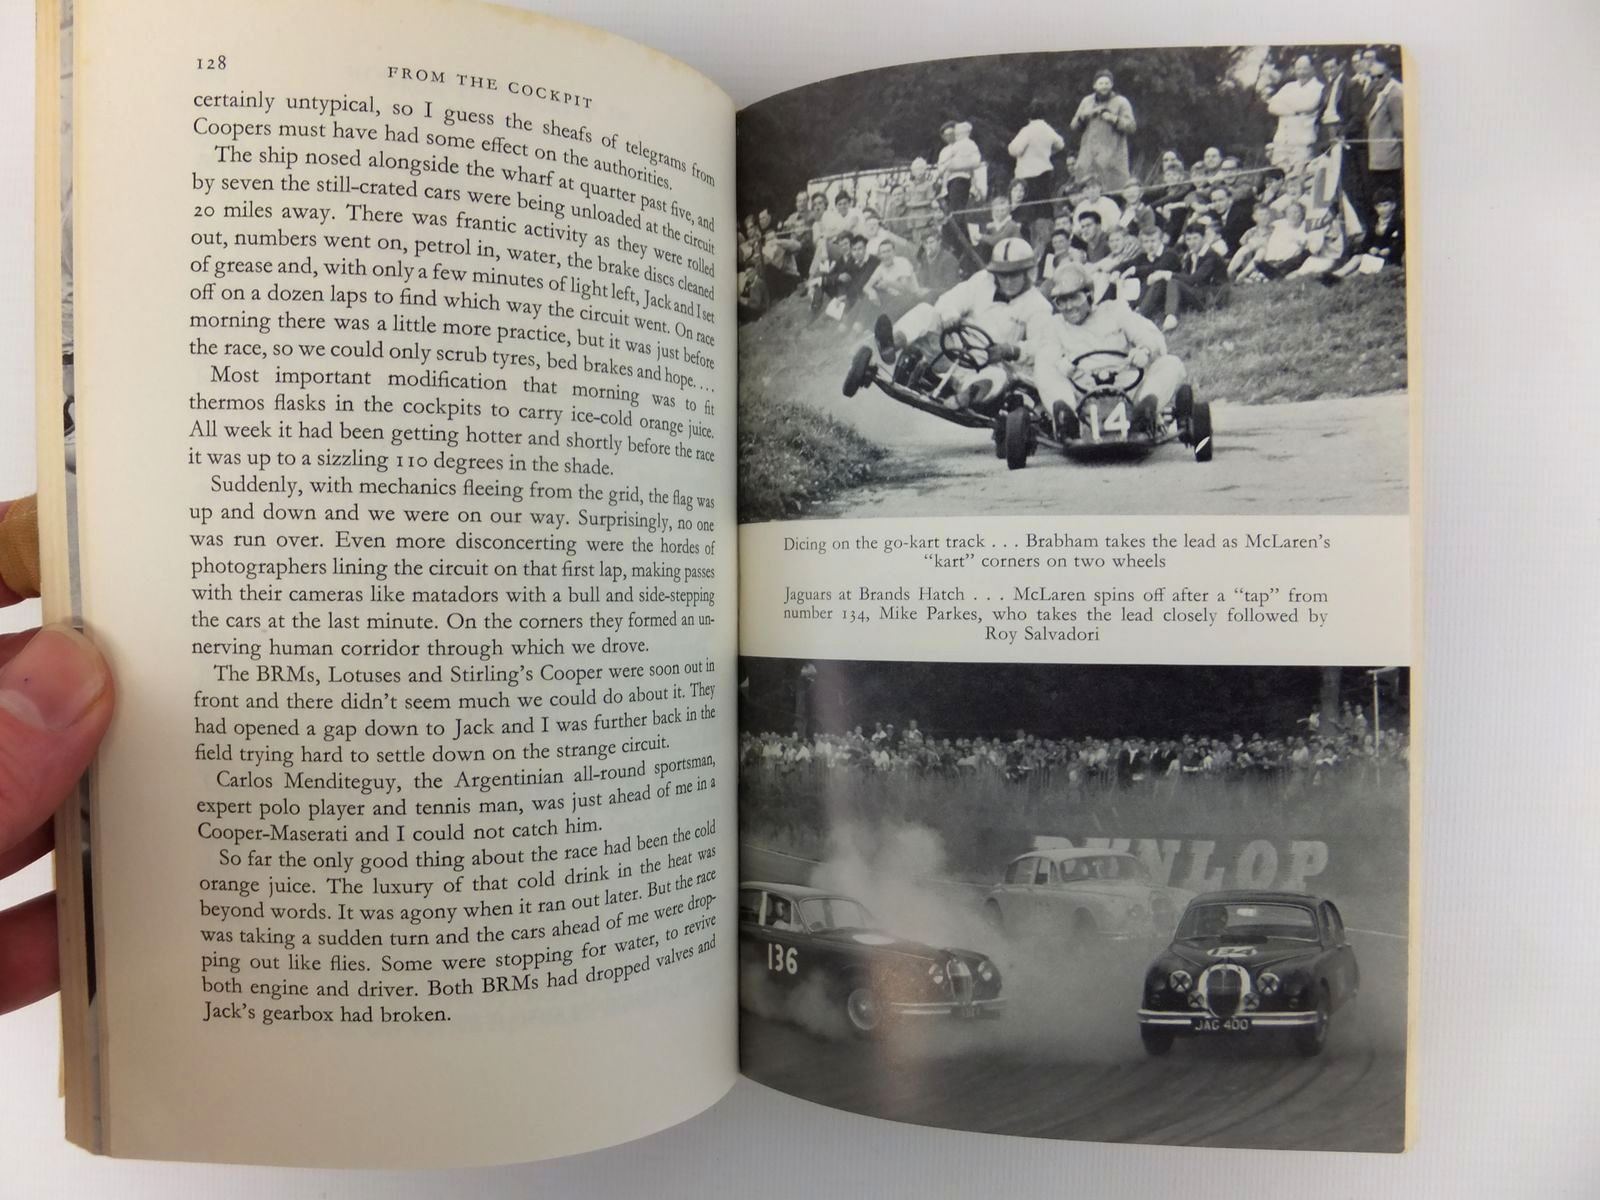 128
FROM THE COCKPIT
certainly untypical, so I guess the sheafs of telegrams from
Coopers must have had some effect on the authorities.
The ship nosed alongside the wharf at quarter past five, and
by seven the still-crated cars were being unloaded at the circuit
20 miles away. There was frantic activity as they were rolled
out, numbers went on, petrol in, water, the brake discs cleaned
of grease and, with only a few minutes of light left, Jack and I set
off on a dozen laps to find which way the circuit went. On race
morning there was a little more practice, but it was just before
the race, so we could only scrub tyres, bed brakes and hope....
Most important modification that morning was to fit
thermos flasks in the cockpits to carry ice-cold orange juice.
All week it had been getting hotter and shortly before the race
it was up to a sizzling 110 degrees in the shade.
Suddenly, with mechanics fleeing from the grid, the flag was
up and down and we were on our way. Surprisingly, no one
was run over. Even more disconcerting were the hordes of
photographers lining the circuit on that first lap, making passes
with their cameras like matadors with a bull and side-stepping
the cars at the last minute. On the corners they formed an un-
nerving human corridor through which we drove.
The BRMs, Lotuses and Stirling's Cooper were soon out in
front and there didn't seem much we could do about it. They
had opened a gap down to Jack and I was further back in the
field trying hard to settle down on the strange circuit.
Carlos Menditeguy, the Argentinian all-round sportsman,
expert polo player and tennis man, was just ahead of me in a
Cooper-Maserati and I could not catch him.
So far the only good thing about the race had been the cold
orange juice. The luxury of that cold drink in the heat was
beyond words. It was agony when it ran out later. But the race
was taking a sudden turn and the cars ahead of me were drop-
ping out like flies. Some were stopping for water, to revive
both engine and driver. Both BRMs had dropped valves and
Jack's gearbox had broken.
14
Dicing on the go-kart track . . . Brabham takes the lead as McLaren's
"kart" corners on two wheels
Jaguars at Brands Hatch . . . McLaren spins off after a "tap" from
number 134, Mike Parkes, who takes the lead closely followed by
Roy Salvadori
DUNLOP
136
134
JAG 400